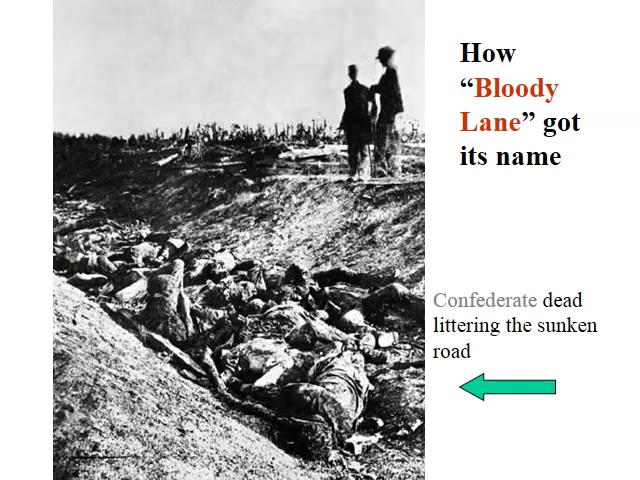 How
“Bloody
Lane” got
its name
Confederate dead
littering the sunken
road